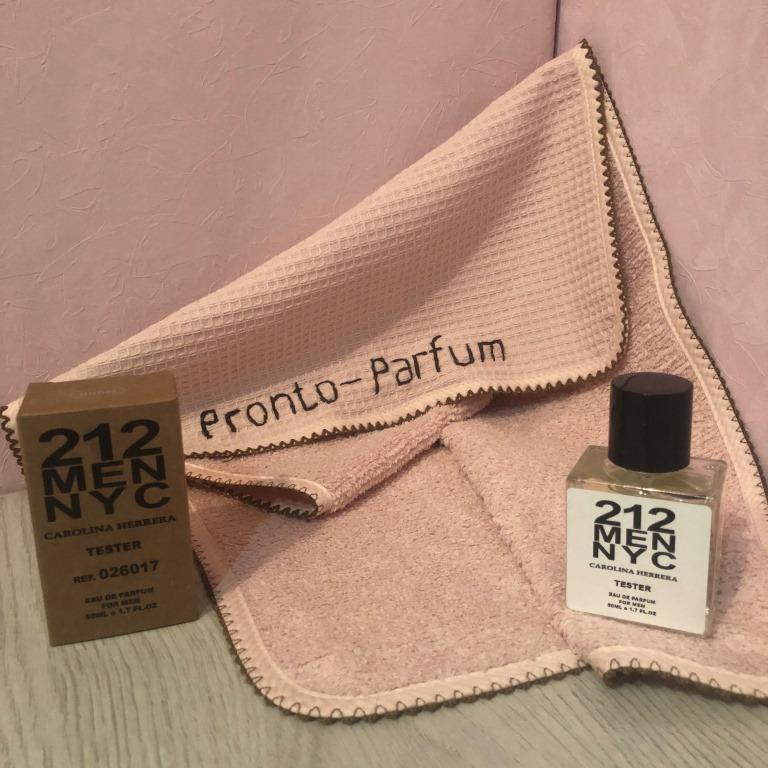 Pronto-Parfum
212
MEN
NYC
CAROLINA HERRERA
TESTER
REF. 026017
EAU DE PARFUM
FOR MEN
50ML e 1.7 FL.OZ
212
MEN
NYC
CAROLINA HERRERA
TESTER
EAU DE PARFUM
FOR MEN
50ML e 1.7 FL.OZ